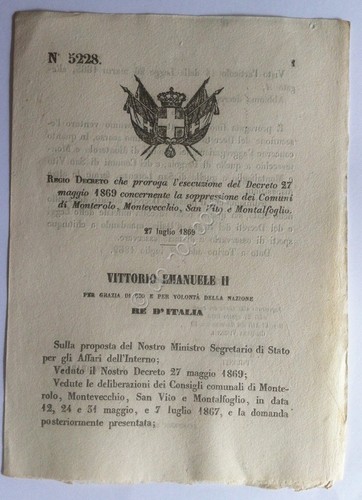 N° 5228.
1
REGIO DECRETO che proroga l'esecuzione del Decreto 27
maggio 1869 concernente la soppressione dei Comuni
di Monterolo, Montevecchio, San Vito e Montalfoglio.
27 luglio 1869
VITTORIO EMANUELE II
PER GRAZIA DI DIO E PER VOLONTÀ DELLA NAZIONE
RE D'ITALIA
Sulla proposta del Nostro Ministro Segretario di Stato
per gli Affari dell'Interno;
Veduto il Nostro Decreto 27 maggio 1869;
Vedute le deliberazioni dei Consigli comunali di Monte-
rolo, Montevecchio, San Vito e Montalfoglio, in data
12, 24 e 31 maggio, e 7 luglio 1867, e la domanda
posteriormente presentata;